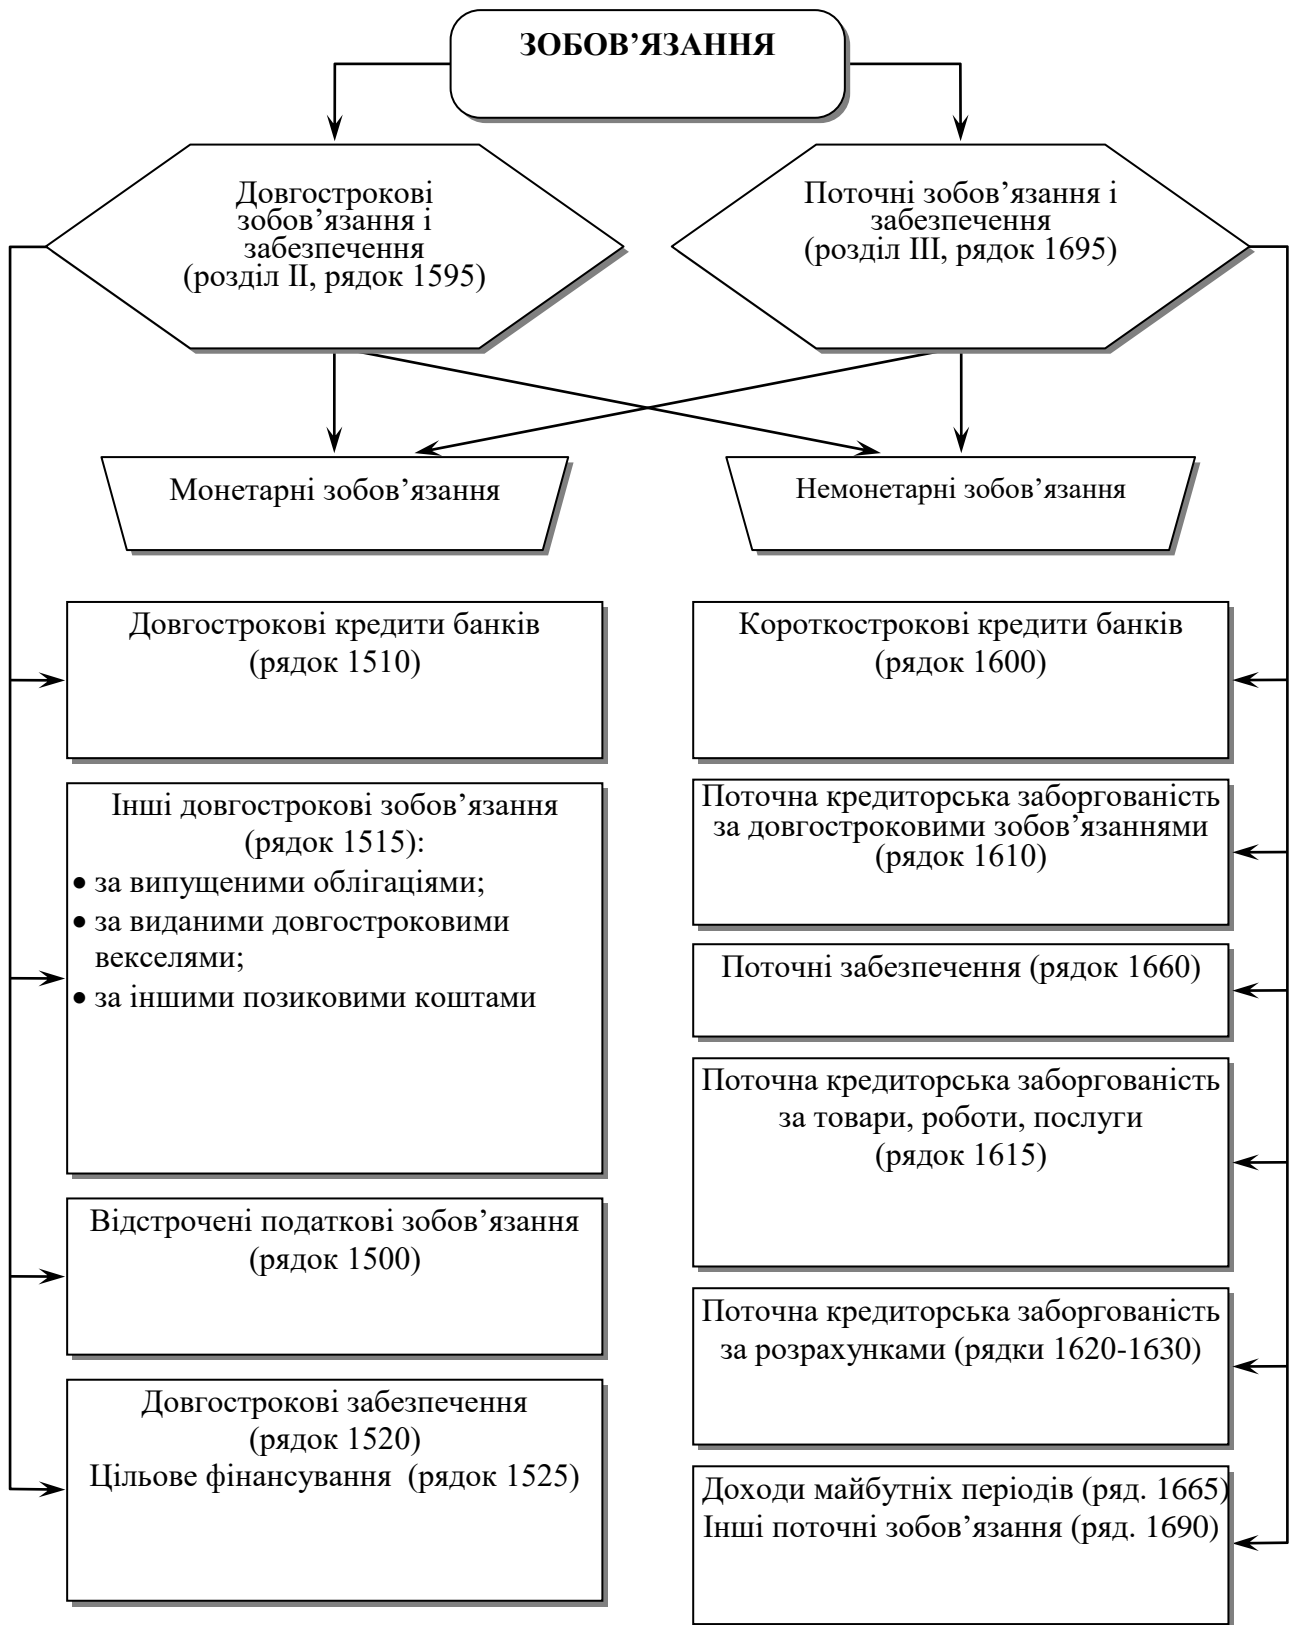 ЗОБОВ’ЯЗАННЯ
Довгострокові
зобов’язання і
забезпечення
(розділ II, рядок 1595)
Поточні зобов’язання і
забезпечення
(розділ III, рядок 1695)
Монетарні зобов’язання
Немонетарні зобов’язання
Довгострокові кредити банків
(рядок 1510)
Інші довгострокові зобов’язання
(рядок 1515):
• за випущеними облігаціями;
• за виданими довгостроковими
векселями;
• за іншими позиковими коштами
Відстрочені податкові зобов’язання
(рядок 1500)
Довгострокові забезпечення
(рядок 1520)
Цільове фінансування (рядок 1525)
Короткострокові кредити банків
(рядок 1600)
Поточна кредиторська заборгованість
за довгостроковими зобов’язаннями
(рядок 1610)
Поточні забезпечення (рядок 1660)
Поточна кредиторська заборгованість
за товари, роботи, послуги
(рядок 1615)
Поточна кредиторська заборгованість
за розрахунками (рядки 1620-1630)
Доходи майбутніх періодів (ряд. 1665)
Інші поточні зобов’язання (ряд. 1690)